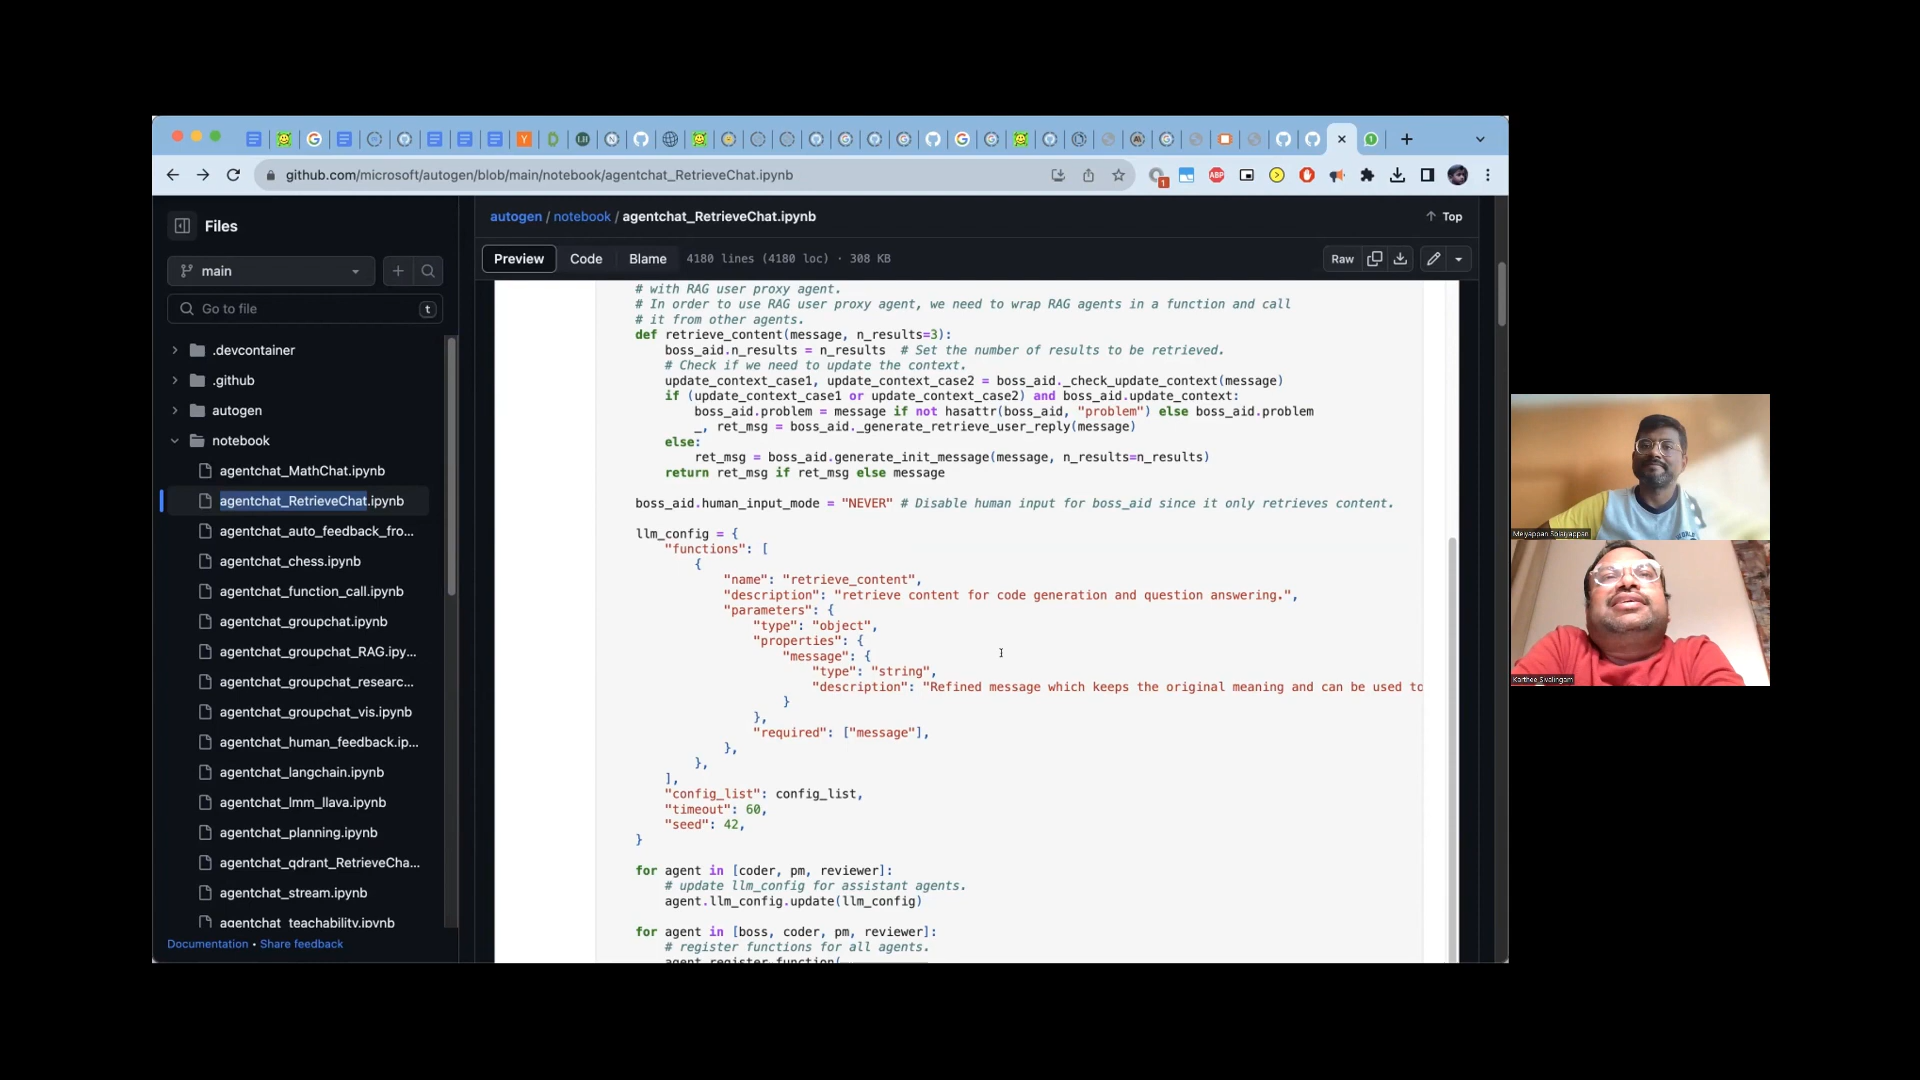 github.com/microsoft/autogen/blob/main/notebook/agentchat_RetrieveChat.ipynb
Files
main
Go to file
t
.devcontainer
.github
autogen
notebook
agentchat_MathChat.ipynb
agentchat_RetrieveChat.ipynb
agentchat_auto_feedback_fro...
agentchat_chess.ipynb
agentchat_function_call.ipynb
agentchat_groupchat.ipynb
agentchat_groupchat_RAG.ipy...
agentchat_groupchat_researc...
agentchat_groupchat_vis.ipynb
agentchat_human_feedback.ip...
agentchat_langchain.ipynb
agentchat_lmm_llava.ipynb
agentchat_planning.ipynb
agentchat_qdrant_RetrieveCha...
agentchat_stream.ipynb
agentchat_teachability.ipynb
Documentation • Share feedback
autogen / notebook / agentchat_RetrieveChat.ipynb
Top
Preview Code Blame 4180 lines (4180 loc) · 308 KB
Raw
# with RAG user proxy agent.
# In order to use RAG user proxy agent, we need to wrap RAG agents in a function and call
# it from other agents.
def retrieve_content(message, n_results=3):
boss_aid.n_results = n_results # Set the number of results to be retrieved.
# Check if we need to update the context.
update_context_case1, update_context_case2 = boss_aid._check_update_context(message)
if (update_context_case1 or update_context_case2) and boss_aid.update_context:
boss_aid.problem = message if not hasattr(boss_aid, "problem") else boss_aid.problem
_, ret_msg = boss_aid._generate_retrieve_user_reply(message)
else:
ret_msg = boss_aid.generate_init_message(message, n_results=n_results)
return ret_msg if ret_msg else message
boss_aid.human_input_mode = "NEVER" # Disable human input for boss_aid since it only retrieves content.
llm_config = {
"functions": [
{
"name": "retrieve_content",
"description": "retrieve content for code generation and question answering.",
"parameters": {
"type": "object",
"properties": {
"message": {
"type": "string",
"description": "Refined message which keeps the original meaning and can be used to
}
},
"required": ["message"],
},
},
],
"config_list": config_list,
"timeout": 60,
"seed": 42,
}
for agent in [coder, pm, reviewer]:
# update llm_config for assistant agents.
agent.llm_config.update(llm_config)
for agent in [boss, coder, pm, reviewer]:
# register functions for all agents.
agent.register_function(
Karthee Sivalingam